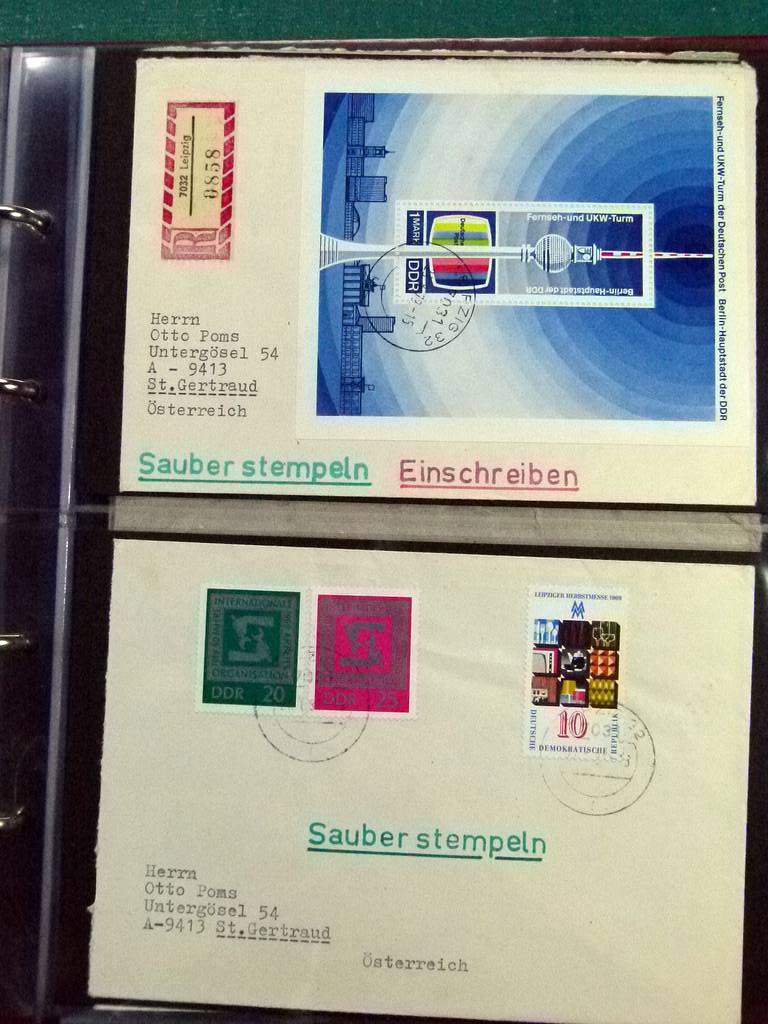 7032 Leipzig
0858
R
Fernseh-und UKW-Turm der Deutschen Post Berlin-Hauptstadt der DDR
Fernseh-und UKW-Turm
Berlin-Hauptstadt der DDR
1 MARK
DDR
Deutsche Post
7031
Herrn
Otto Poms
Untergösel 54
A - 9413
St.Gertraud
Österreich
Sauber stempeln Einschreiben
INTERNATIONALE
ORGANISATION
DDR 20
DDR 25
LEIPZIGER HERBSTMESSE 1969
10
DEUTSCHE
DEMOKRATISCHE
REPUBLIK
Sauber stempeln
Herrn
Otto Poms
Untergösel 54
A-9413 St.Gertraud
Österreich